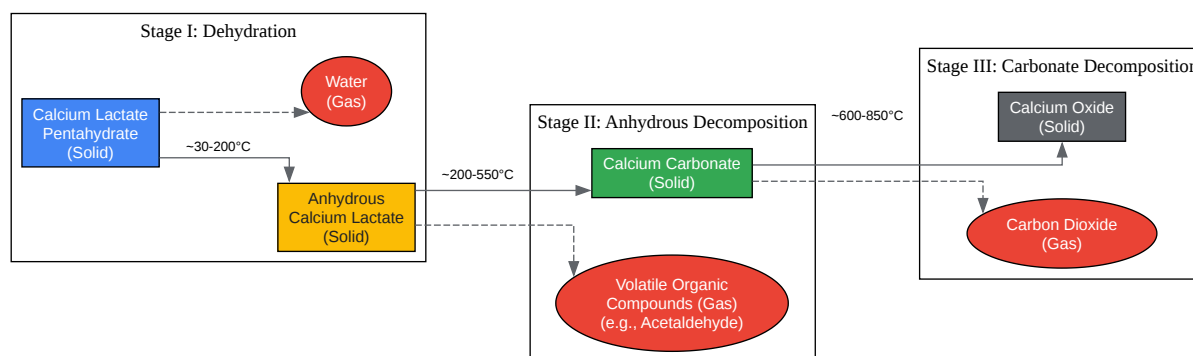 Stage I: Dehydration
Water
(Gas)
Calcium Lactate
Pentahydrate
(Solid)
~30-200°C
Anhydrous
Calcium Lactate
(Solid)
~200-550°C
Stage II: Anhydrous Decomposition
Calcium Carbonate
(Solid)
Volatile Organic
Compounds (Gas)
(e.g., Acetaldehyde)
~600-850°C
Stage III: Carbonate Decomposition
Calcium Oxide
(Solid)
Carbon Dioxide
(Gas)